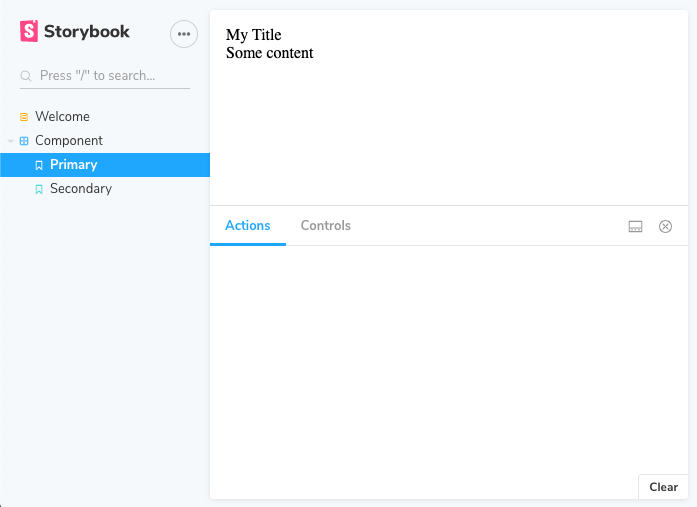 Storybook
Press "/" to search...
Welcome
Component
Primary
Secondary
My Title
Some content
Actions
Controls
Clear